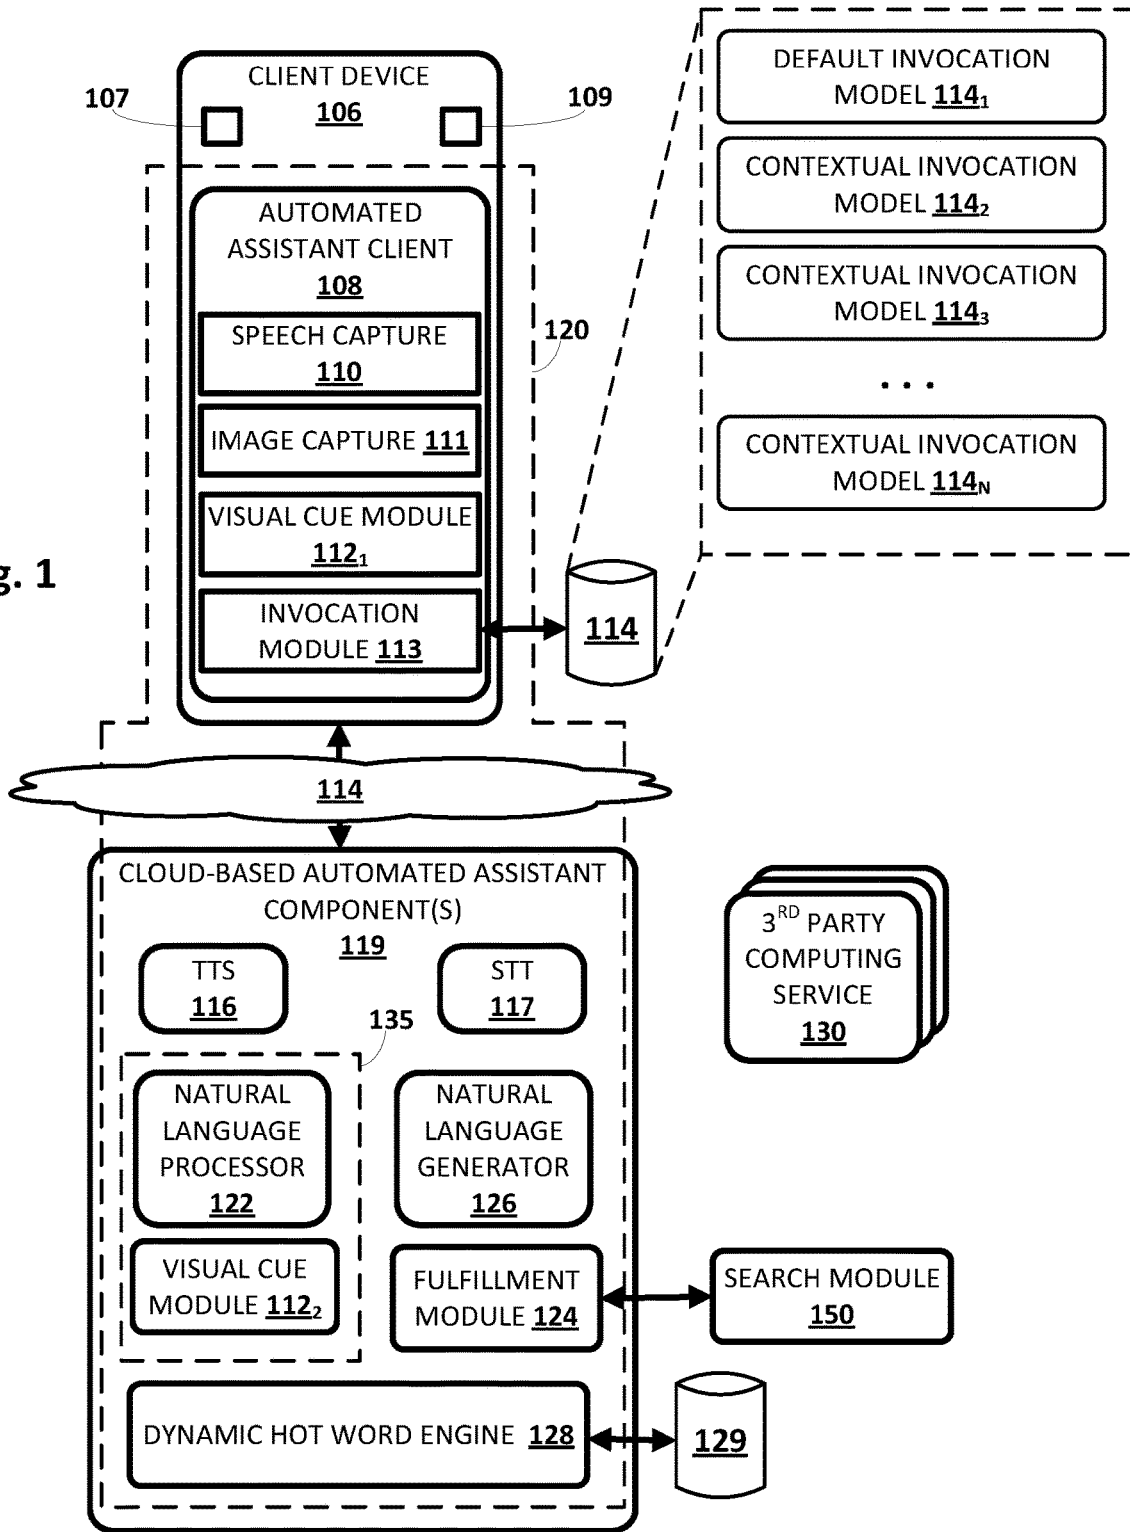 CLIENT DEVICE
106
107
109
AUTOMATED
ASSISTANT CLIENT
108
SPEECH CAPTURE
110
IMAGE CAPTURE 111
VISUAL CUE MODULE
112₁
INVOCATION
MODULE 113
120
114
DEFAULT INVOCATION
MODEL 114₁
CONTEXTUAL INVOCATION
MODEL 114₂
CONTEXTUAL INVOCATION
MODEL 114₃
. . .
CONTEXTUAL INVOCATION
MODEL 114N
g. 1
114
CLOUD-BASED AUTOMATED ASSISTANT
COMPONENT(S)
119
TTS
116
STT
117
135
NATURAL
LANGUAGE
PROCESSOR
122
NATURAL
LANGUAGE
GENERATOR
126
VISUAL CUE
MODULE 112₂
FULFILLMENT
MODULE 124
DYNAMIC HOT WORD ENGINE 128
129
3RD PARTY
COMPUTING
SERVICE
130
SEARCH MODULE
150